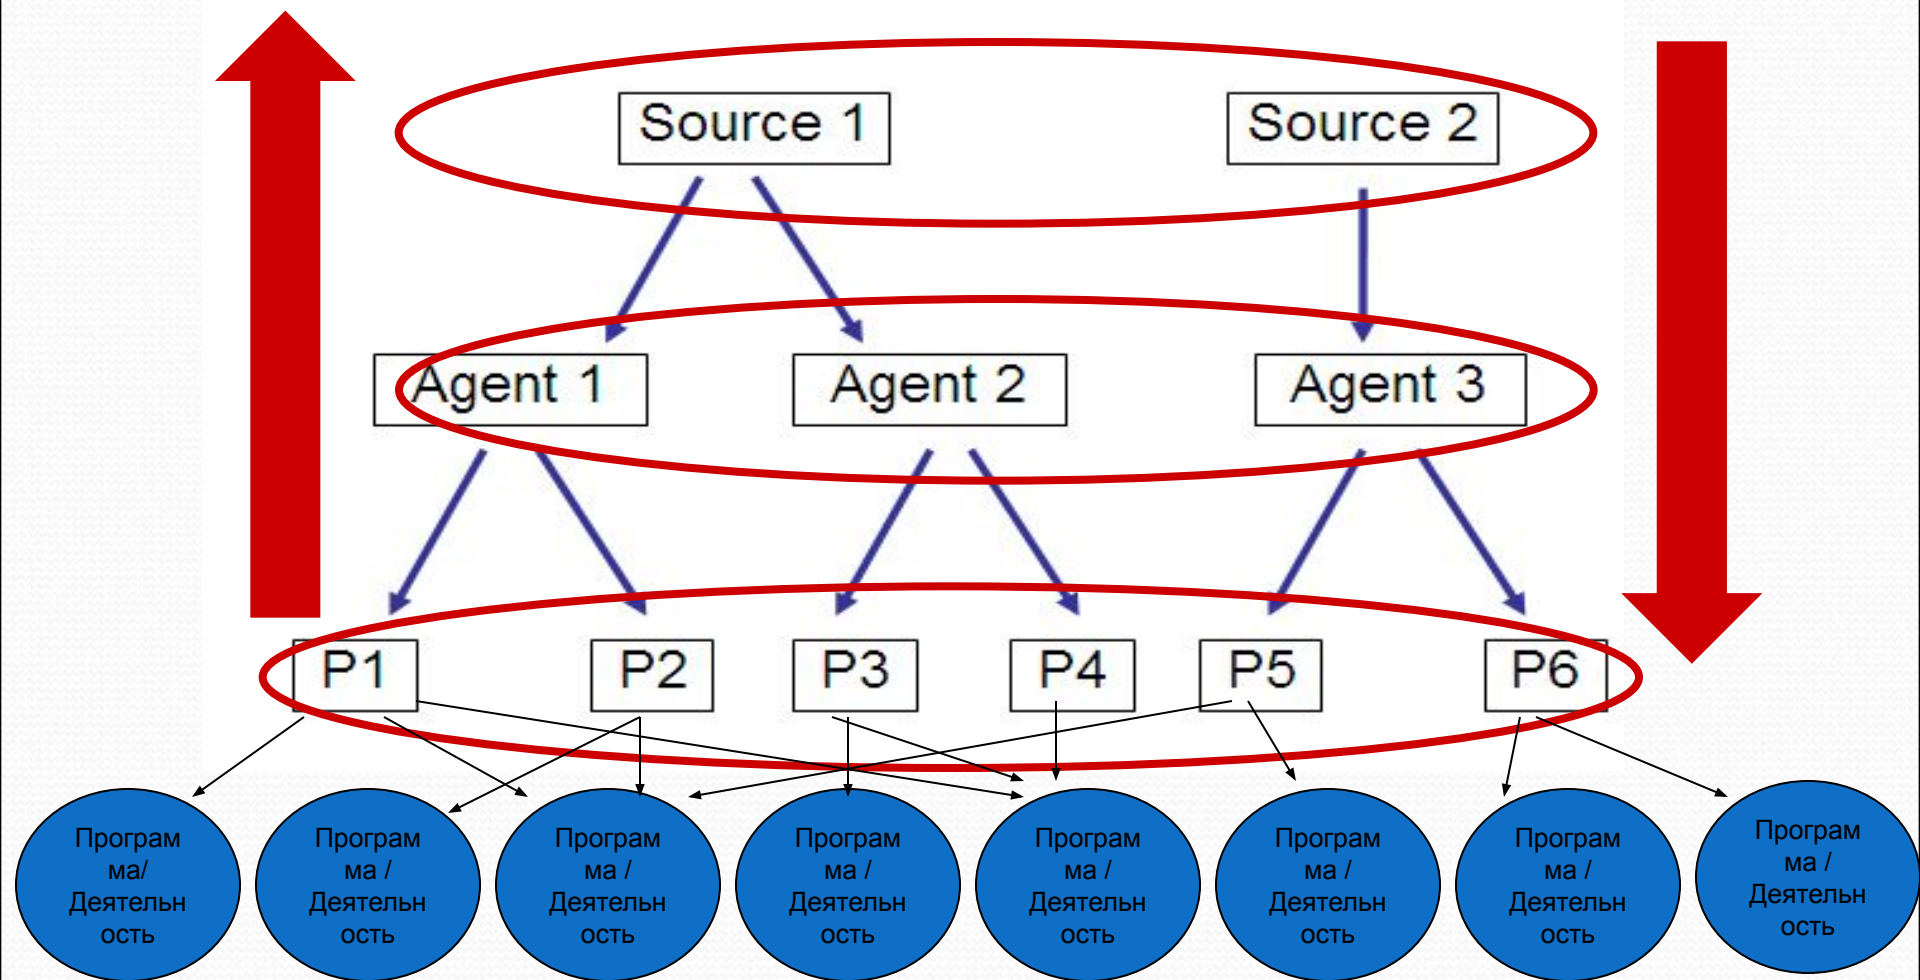 Source 1
Source 2
Agent 1
Agent 2
Agent 3
P1
P2
P3
P4
P5
P6
Програм
ма/
Деятельн
ость
Програм
ма /
Деятельн
ость
Програм
ма /
Деятельн
ость
Програм
ма /
Деятельн
ость
Програм
ма /
Деятельн
ость
Програм
ма /
Деятельн
ость
Програм
ма /
Деятельн
ость
Програм
ма /
Деятельн
ость